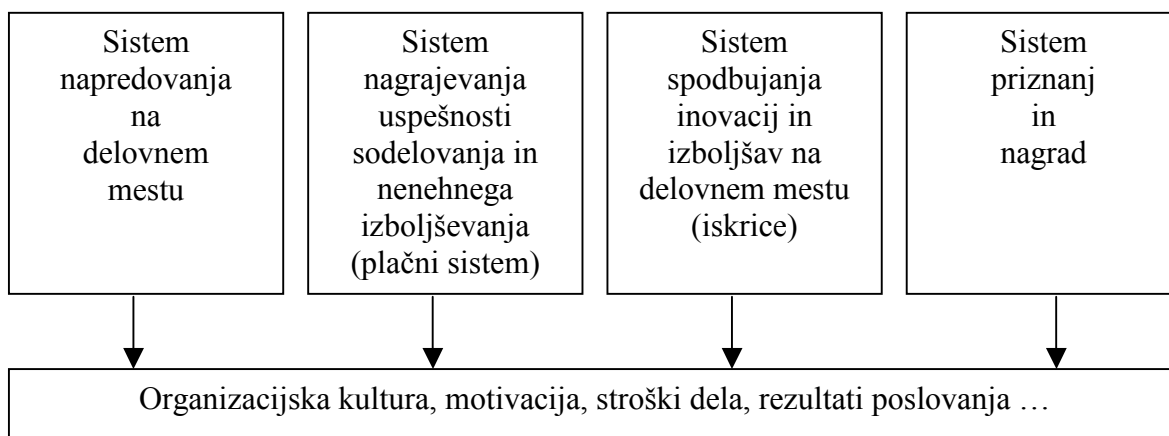 Sistem
napredovanja
na
delovnem
mestu
Sistem
nagrajevanja
uspešnosti
sodelovanja in
nenehnega
izboljševanja
(plačni sistem)
Sistem
spodbujanja
inovacij in
izboljšav na
delovnem mestu
(iskrice)
Sistem
priznanj
in
nagrad
Organizacijska kultura, motivacija, stroški dela, rezultati poslovanja …